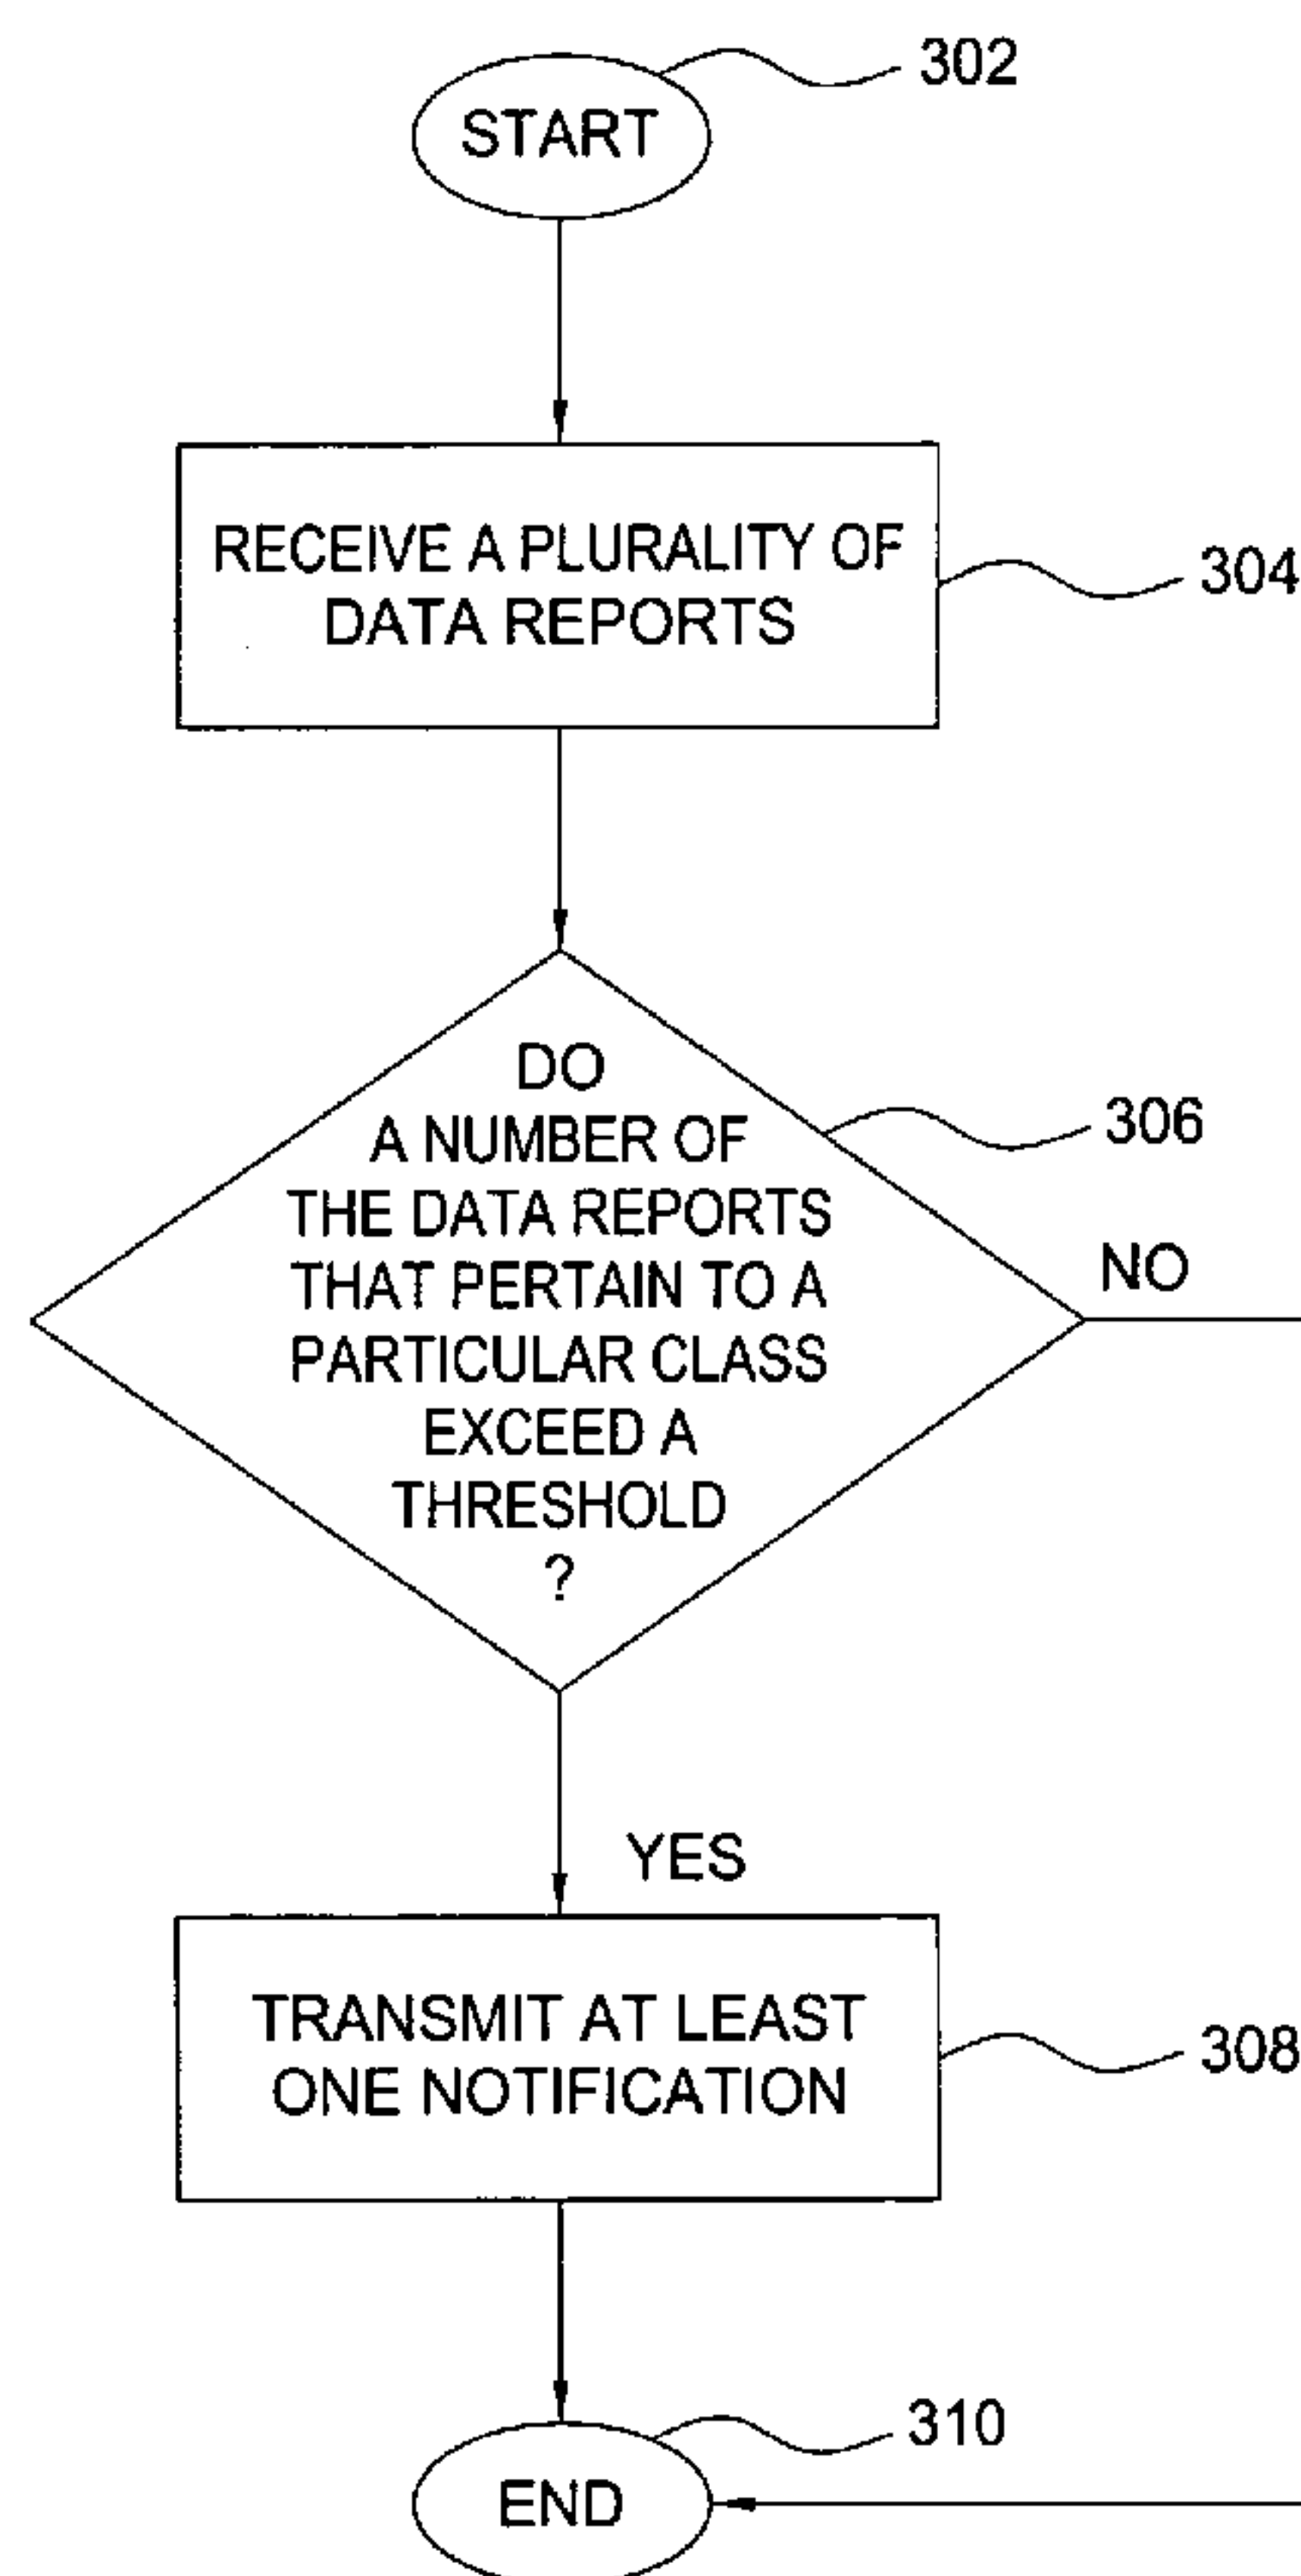 302
START
RECEIVE A PLURALITY OF
DATA REPORTS
304
DO
A NUMBER OF
THE DATA REPORTS
THAT PERTAIN TO A
PARTICULAR CLASS
EXCEED A
THRESHOLD
?
306
NO
YES
TRANSMIT AT LEAST
ONE NOTIFICATION
308
310
END